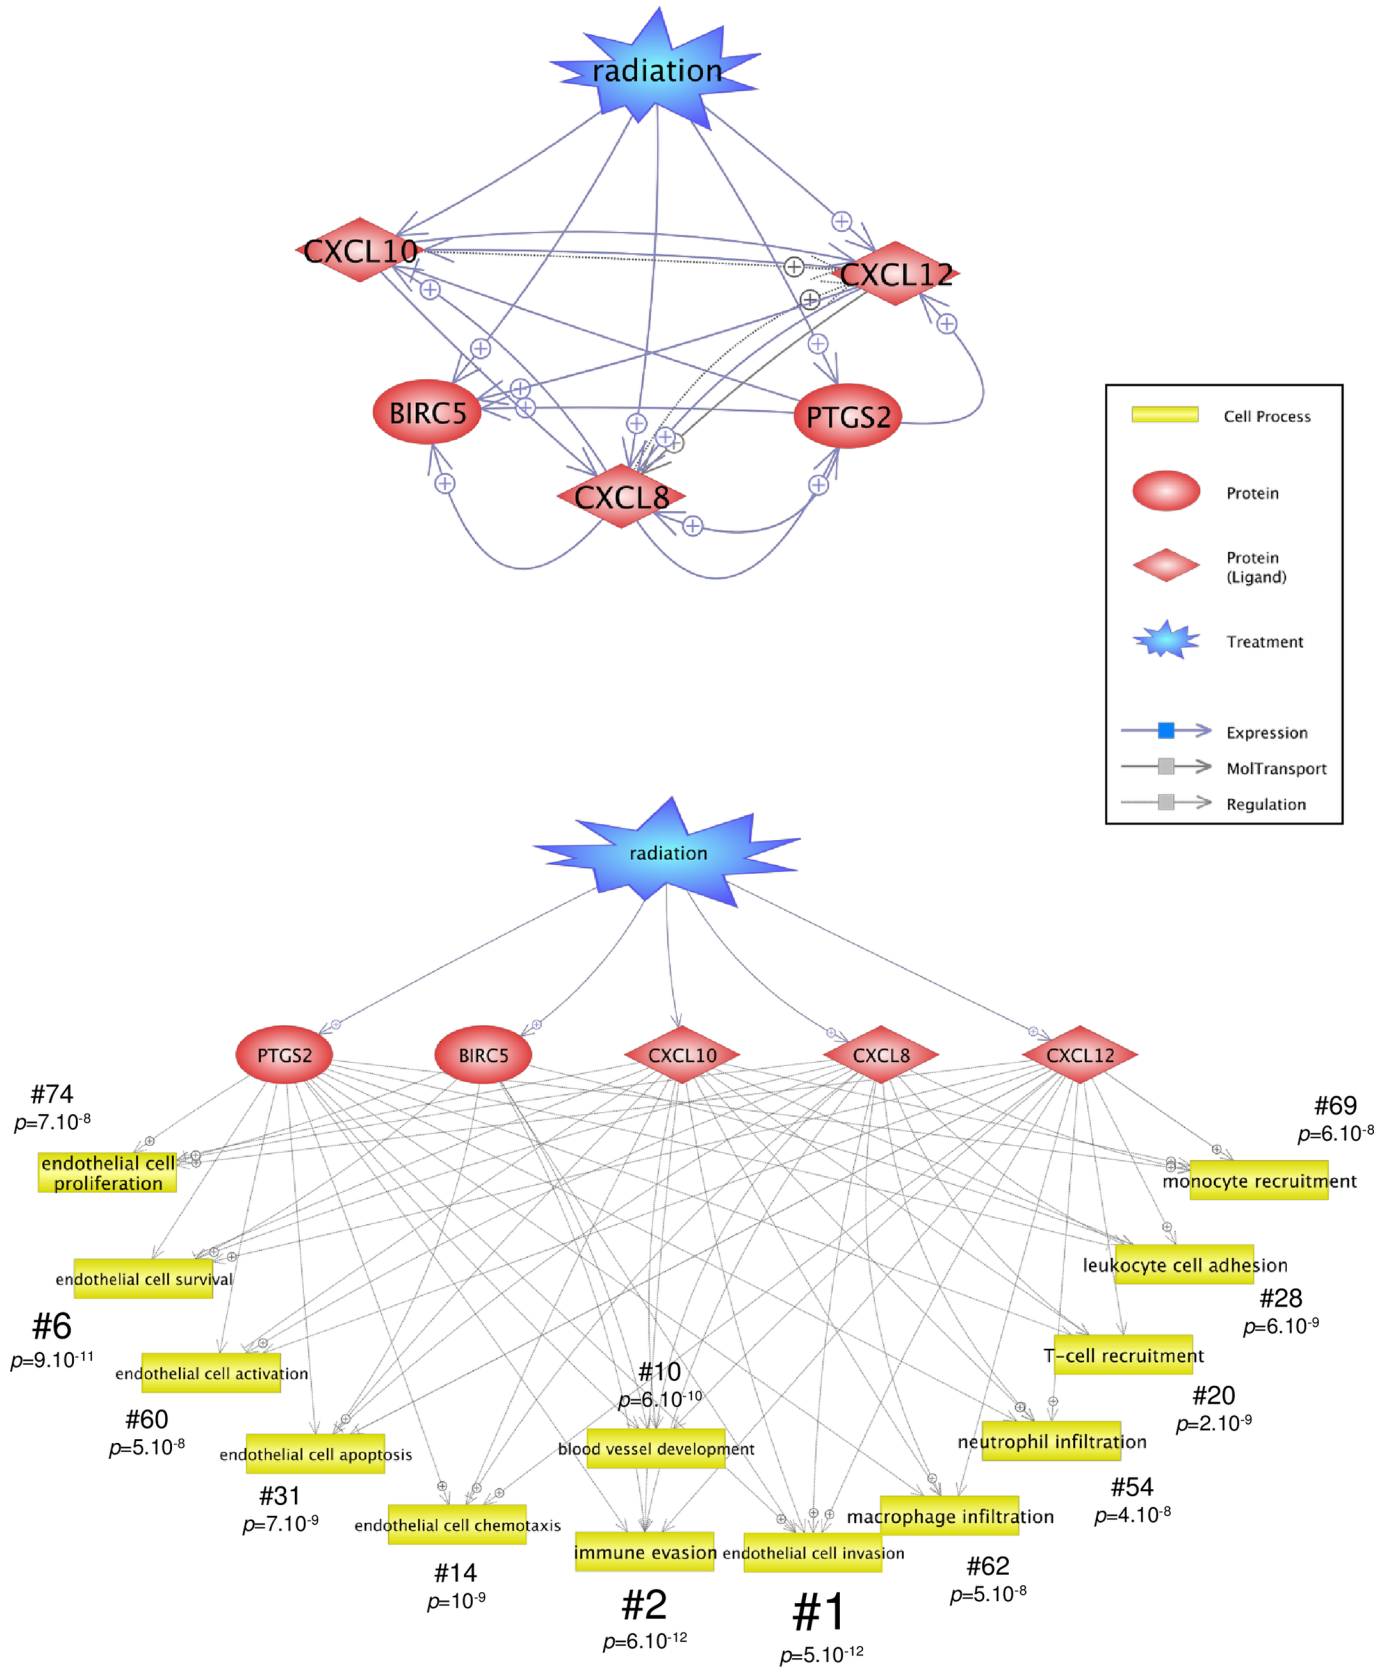 radiation
CXCL10
CXCL12
BIRC5
PTGS2
CXCL8
Cell Process
Protein
Protein
(Ligand)
Treatment
Expression
MolTransport
Regulation
radiation
PTGS2
BIRC5
CXCL10
CXCL8
CXCL12
#74
p=7.10-8
endothelial cell
proliferation
#69
p=6.10-8
monocyte recruitment
endothelial cell survival
#6
p=9.10-11
leukocyte cell adhesion
#28
p=6.10-9
endothelial cell activation
#60
p=5.10-8
T-cell recruitment
#20
p=2.10-9
#10
p=6.10-10
blood vessel development
endothelial cell apoptosis
#31
p=7.10-9
neutrophil infiltration
#54
p=4.10-8
endothelial cell chemotaxis
#14
p=10-9
macrophage infiltration
#62
p=5.10-8
immune evasion
#2
p=6.10-12
endothelial cell invasion
#1
p=5.10-12